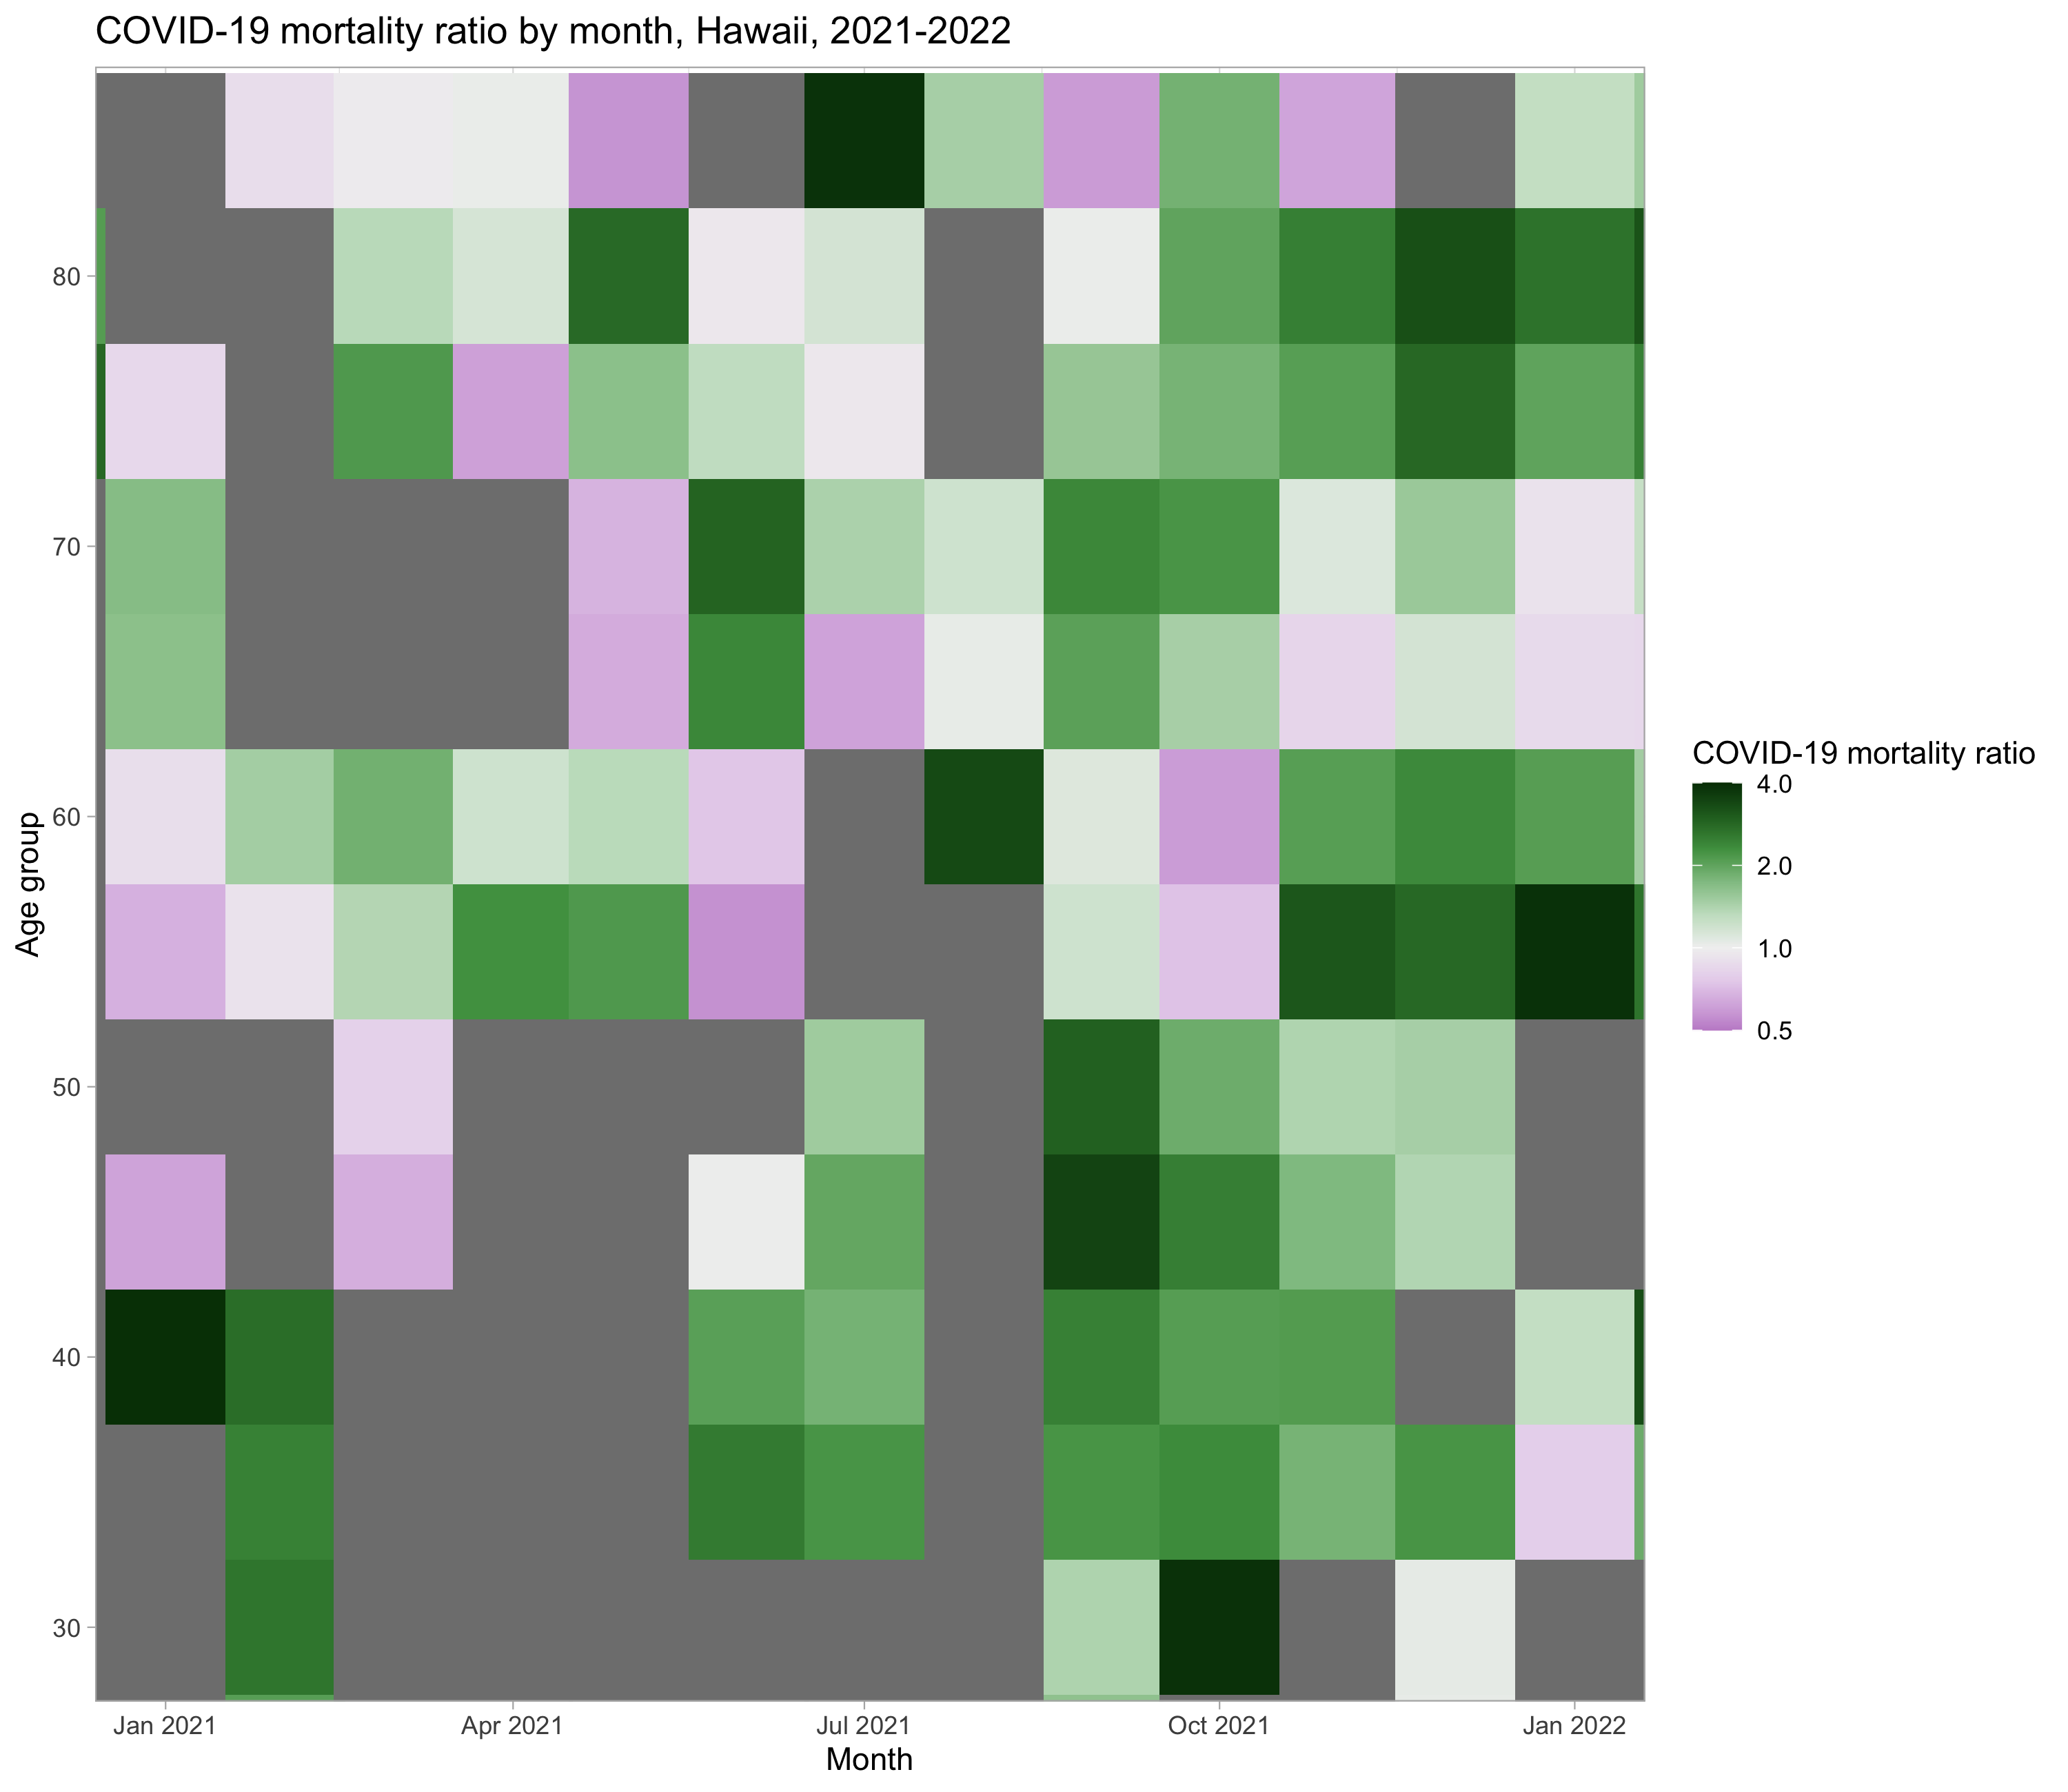 COVID-19 mortality ratio by month, Hawaii, 2021-2022
80
70
60
50
40
30
Age group
Jan 2021
Apr 2021
Jul 2021
Oct 2021
Jan 2022
Month
COVID-19 mortality ratio
4.0
2.0
1.0
0.5